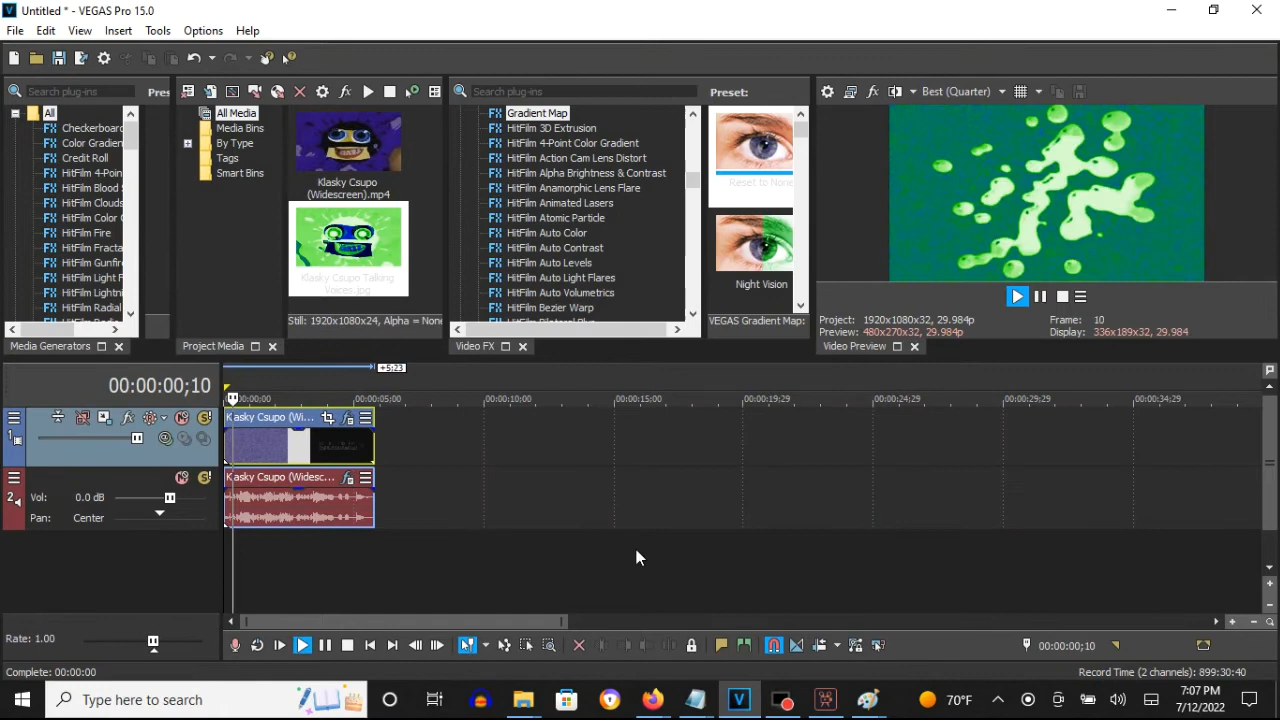 Untitled * - VEGAS Pro 15.0
File Edit View Insert Tools Options Help
Search plug-ins
Pres
All
Checkerboard
Color Gradien
Credit Roll
HitFilm 4-Poin
HitFilm Blood
HitFilm Clouds
HitFilm Color
HitFilm Fire
HitFilm Fracta
HitFilm Gunfir
HitFilm Light
HitFilm Lightni
HitFilm Radial
Media Generators
All Media
Media Bins
By Type
Tags
Smart Bins
Klasky Csupo
(Widescreen).mp4
Klasky Csupo Talking
Voices.jpg
Still: 1920x1080x24, Alpha = None
Project Media
Search plug-ins
Gradient Map
HitFilm 3D Extrusion
HitFilm 4-Point Color Gradient
HitFilm Action Cam Lens Distort
HitFilm Alpha Brightness & Contrast
HitFilm Anamorphic Lens Flare
HitFilm Animated Lasers
HitFilm Atomic Particle
HitFilm Auto Color
HitFilm Auto Contrast
HitFilm Auto Levels
HitFilm Auto Light Flares
HitFilm Auto Volumetrics
HitFilm Bezier Warp
Preset:
Reset to None
Night Vision
VEGAS Gradient Map:
Video FX
Best (Quarter)
Project: 1920x1080x32, 29.984p
Frame: 10
Preview: 480x270x32, 29.984p
Display: 336x189x32, 29.984
Video Preview
+5;23
00:00:00;10
00:00:05;00
00:00:10;00
00:00:15;00
00:00:19;29
00:00:24;29
00:00:29;29
00:00:34;29
1
Klasky Csupo (Wi...
2
Vol: 0.0 dB
Pan: Center
Klasky Csupo (Widesc...
Rate: 1.00
00:00:00;10
Complete: 00:00:00
Record Time (2 channels): 899:30:40
Type here to search
70°F
7:07 PM
7/12/2022